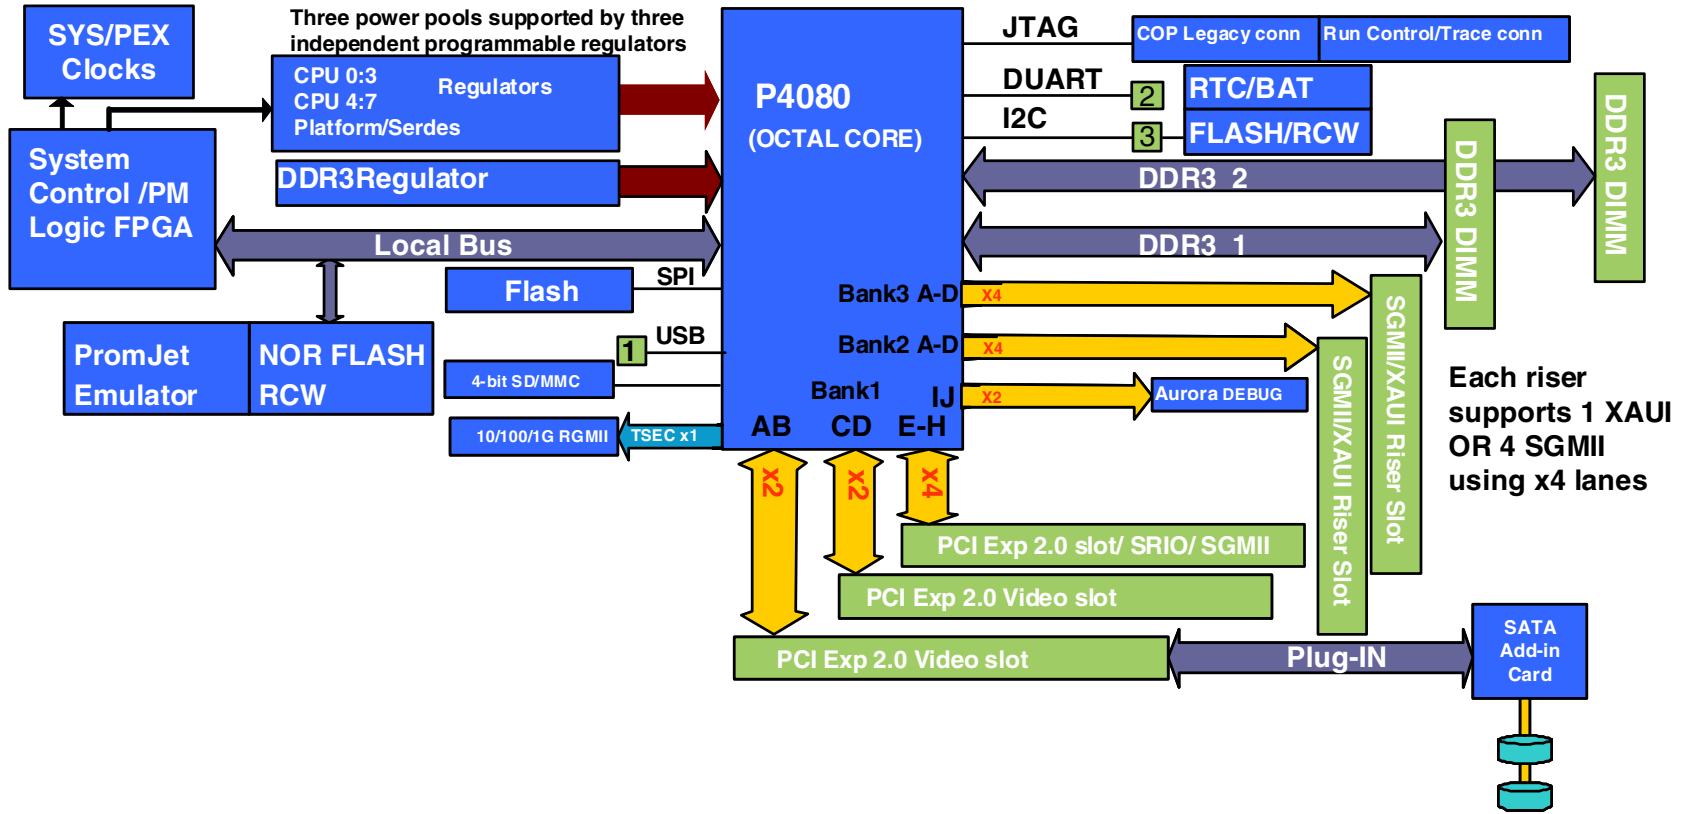 Three power pools supported by three
independent programmable regulators
SYS/PEX
Clocks
CPU 0:3
CPU 4:7
Platform/Serdes
Regulators
System
Control /PM
Logic FPGA
DDR3Regulator
Local Bus
PromJet
Emulator
NOR FLASH
RCW
Flash
SPI
1
USB
4-bit SD/MMC
10/100/1G RGMII
TSEC x1
P4080
(OCTAL CORE)
Bank3 A-D
Bank2 A-D
Bank1
IJ
AB
CD
E-H
JTAG
COP Legacy conn
Run Control/Trace conn
DUART
2
RTC/BAT
I2C
3
FLASH/RCW
DDR3 2
DDR3 1
DDR3 DIMM
DDR3 DIMM
X4
X4
X2
Aurora DEBUG
SGMII/XAUI Riser Slot
SGMII/XAUI Riser Slot
Each riser
supports 1 XAUI
OR 4 SGMII
using x4 lanes
x2
x2
x4
PCI Exp 2.0 slot/ SRIO/ SGMII
PCI Exp 2.0 Video slot
PCI Exp 2.0 Video slot
Plug-IN
SATA
Add-in
Card